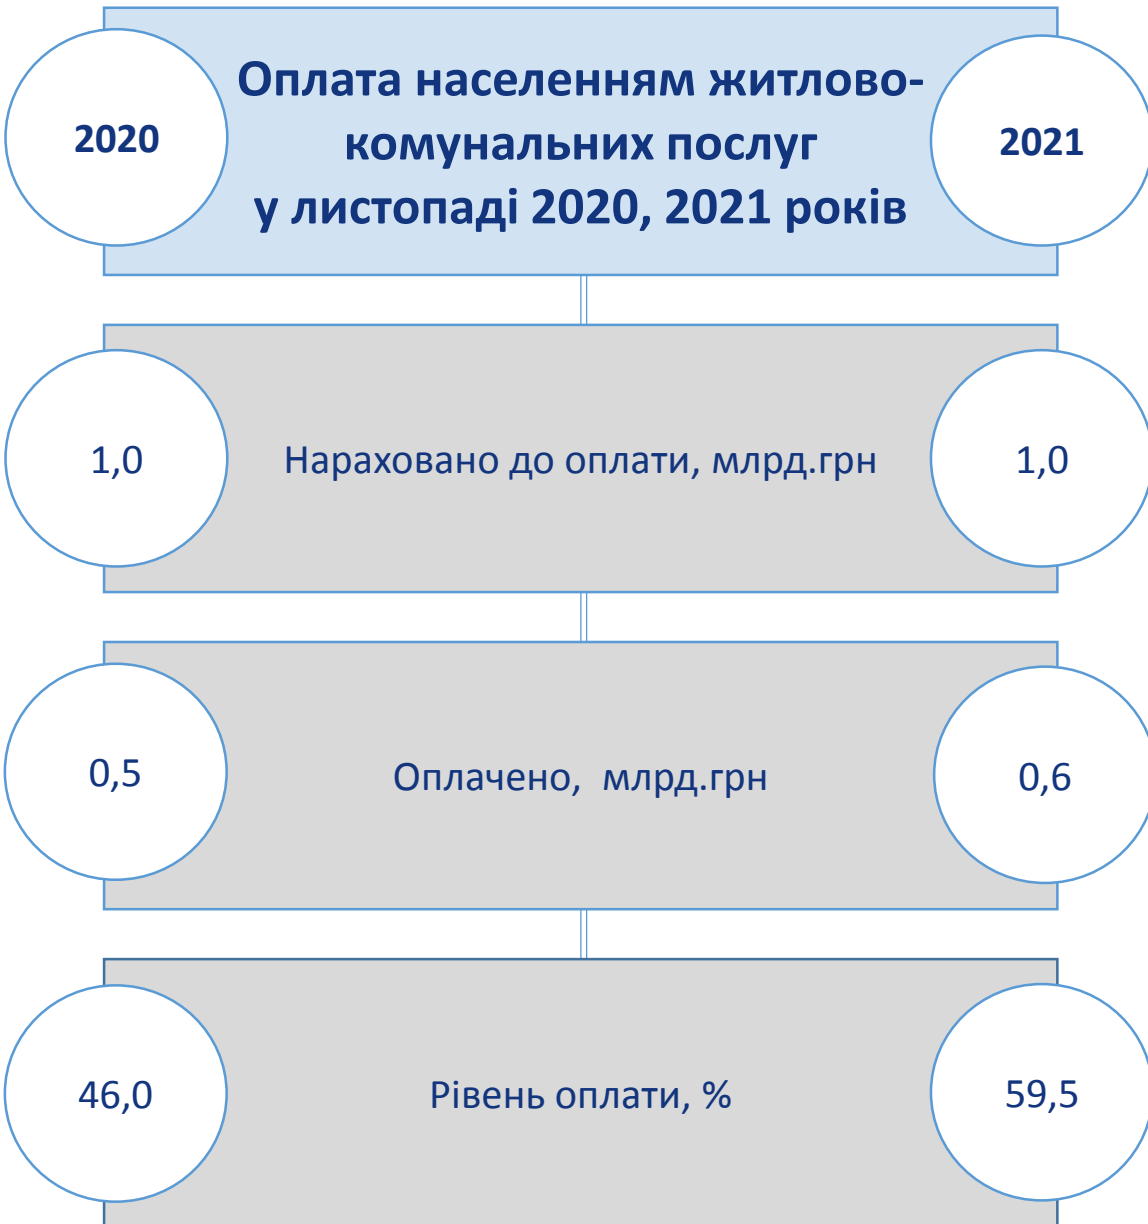 2020
Оплата населенням житлово-
комунальних послуг
у листопаді 2020, 2021 років
2021
1,0
Нараховано до оплати, млрд.грн
1,0
0,5
Оплачено, млрд.грн
0,6
46,0
Рівень оплати, %
59,5